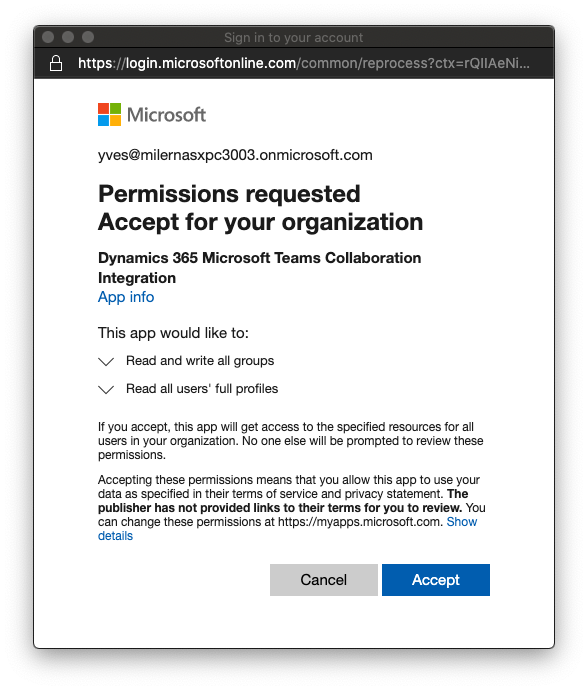 Sign in to your account
https://login.microsoftonline.com/common/reprocess?ctx=rQIIAeNi...
Microsoft
yves@milernasxpc3003.onmicrosoft.com
Permissions requested
Accept for your organization
Dynamics 365 Microsoft Teams Collaboration
Integration
App info
This app would like to:
Read and write all groups
Read all users' full profiles
If you accept, this app will get access to the specified resources for all
users in your organization. No one else will be prompted to review these
permissions.
Accepting these permissions means that you allow this app to use your
data as specified in their terms of service and privacy statement. The
publisher has not provided links to their terms for you to review. You
can change these permissions at https://myapps.microsoft.com. Show
details
Cancel
Accept